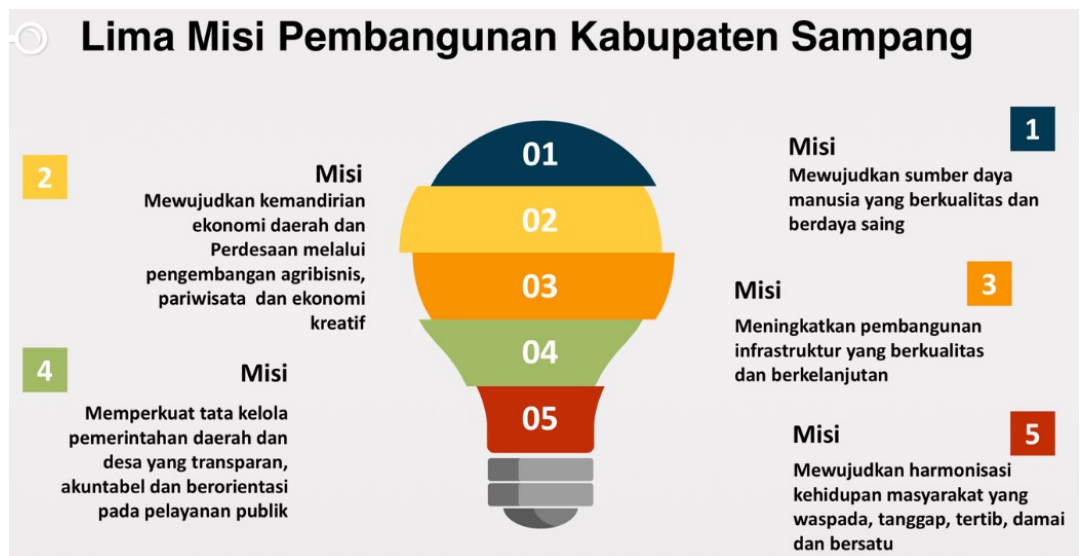 Lima Misi Pembangunan Kabupaten Sampang
01
02
03
04
05
1
Misi
Mewujudkan sumber daya
manusia yang berkualitas dan
berdaya saing
2
Misi
Mewujudkan kemandirian
ekonomi daerah dan
Perdesaan melalui
pengembangan agribisnis,
pariwisata dan ekonomi
kreatif
3
Misi
Meningkatkan pembangunan
infrastruktur yang berkualitas
dan berkelanjutan
4
Misi
Memperkuat tata kelola
pemerintahan daerah dan
desa yang transparan,
akuntabel dan berorientasi
pada pelayanan publik
5
Misi
Mewujudkan harmonisasi
kehidupan masyarakat yang
waspada, tanggap, tertib, damai
dan bersatu